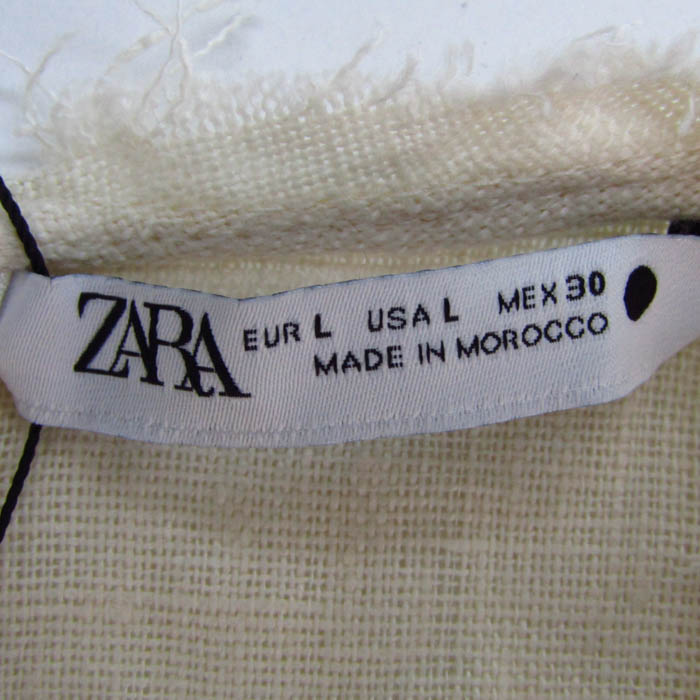 ZARA
EUR L USA L MEX 30
MADE IN MOROCCO